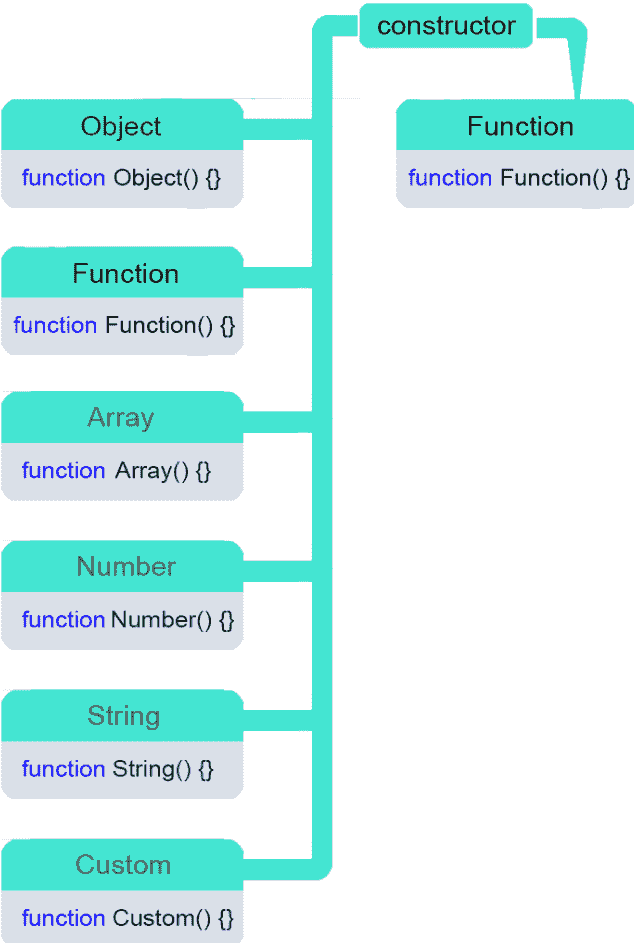 constructor
Object
function Object() {}
Function
function Function() {}
Function
function Function() {}
Array
function Array() {}
Number
function Number() {}
String
function String() {}
Custom
function Custom() {}